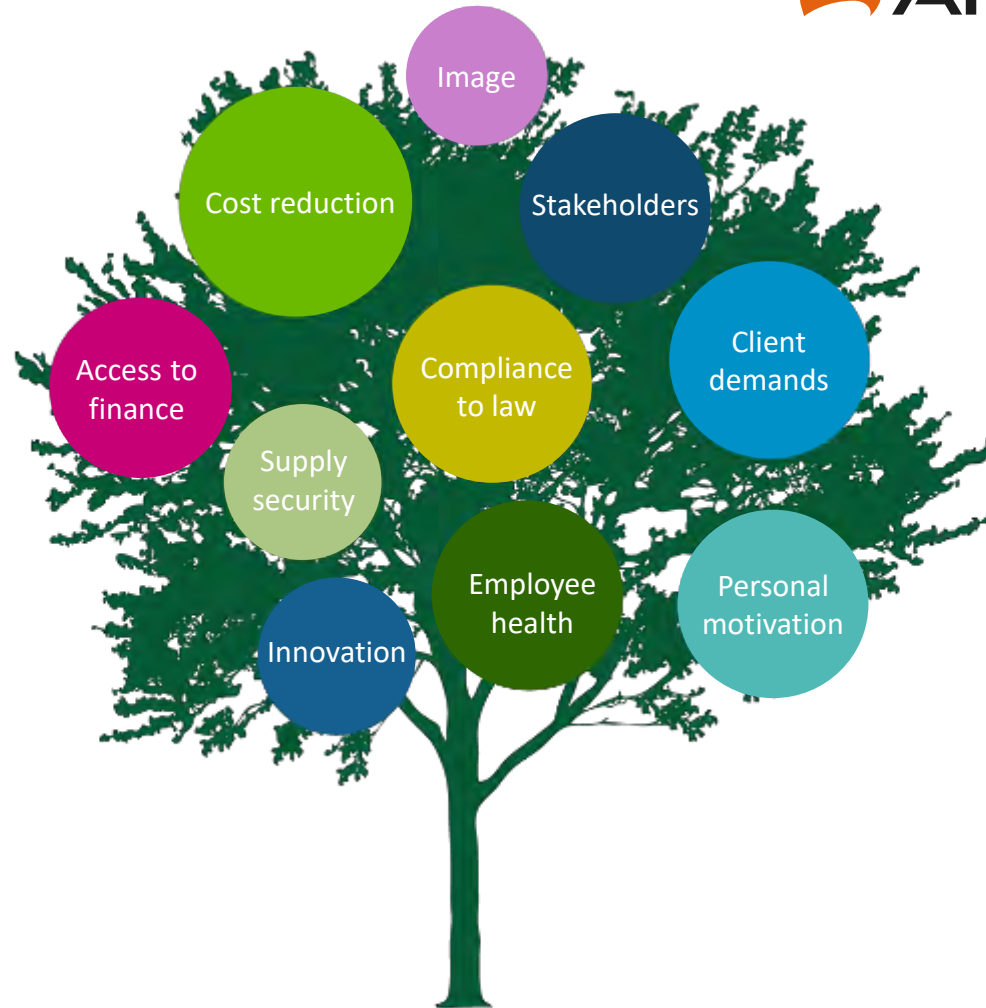 Image
Cost reduction
Stakeholders
Client
demands
Access to
finance
Compliance
to law
Supply
security
Employee
health
Personal
motivation
Innovation